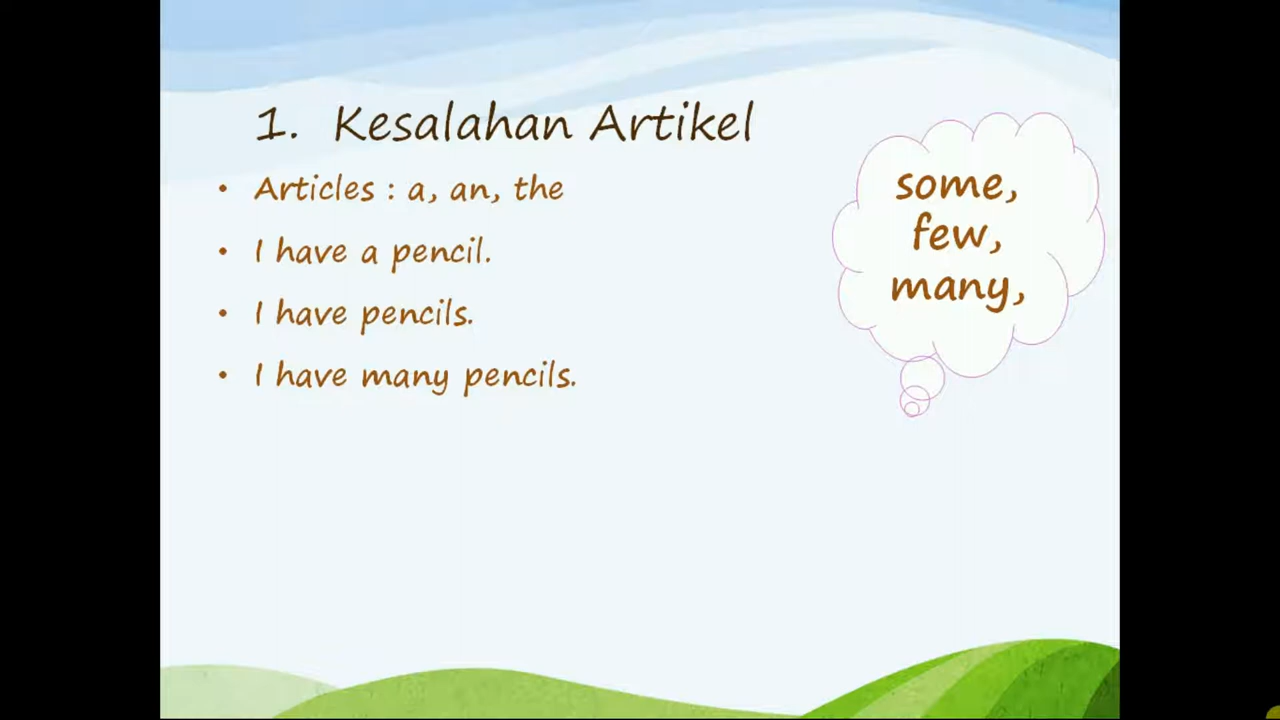 1. Kesalahan Artikel
• Articles : a, an, the
• I have a pencil.
• I have pencils.
• I have many pencils.
some,
few,
many,